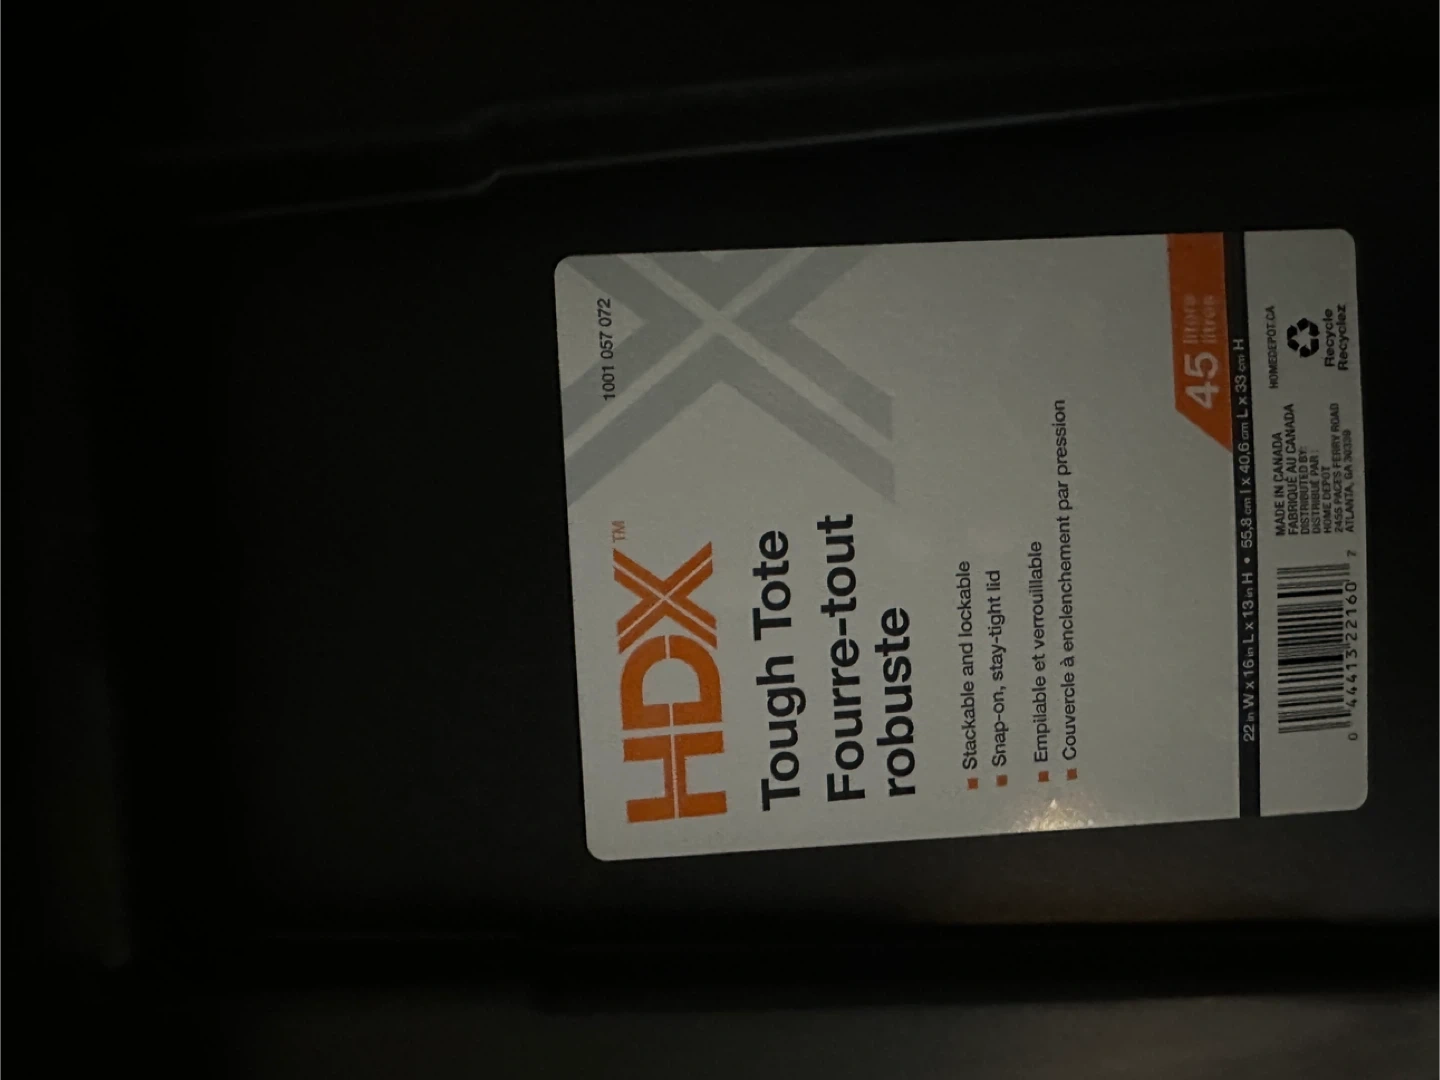 1001 057 072
HDX™
Tough Tote
Fourre-tout
robuste
▪ Stackable and lockable
▪ Snap-on, stay-tight lid
▪ Empilable et verrouillable
▪ Couvercle à enclenchement par pression
45 liters
litres
22 in W x 16 in L x 13 in H • 55,8 cm l x 40,6 cm L x 33 cm H
0 44413 22160 7
MADE IN CANADA
FABRIQUÉ AU CANADA
DISTRIBUTED BY:
DISTRIBUÉ PAR :
HOME DEPOT
2455 PACES FERRY ROAD
ATLANTA, GA 30339
HOMEDEPOT.CA
Recycle
Recyclez